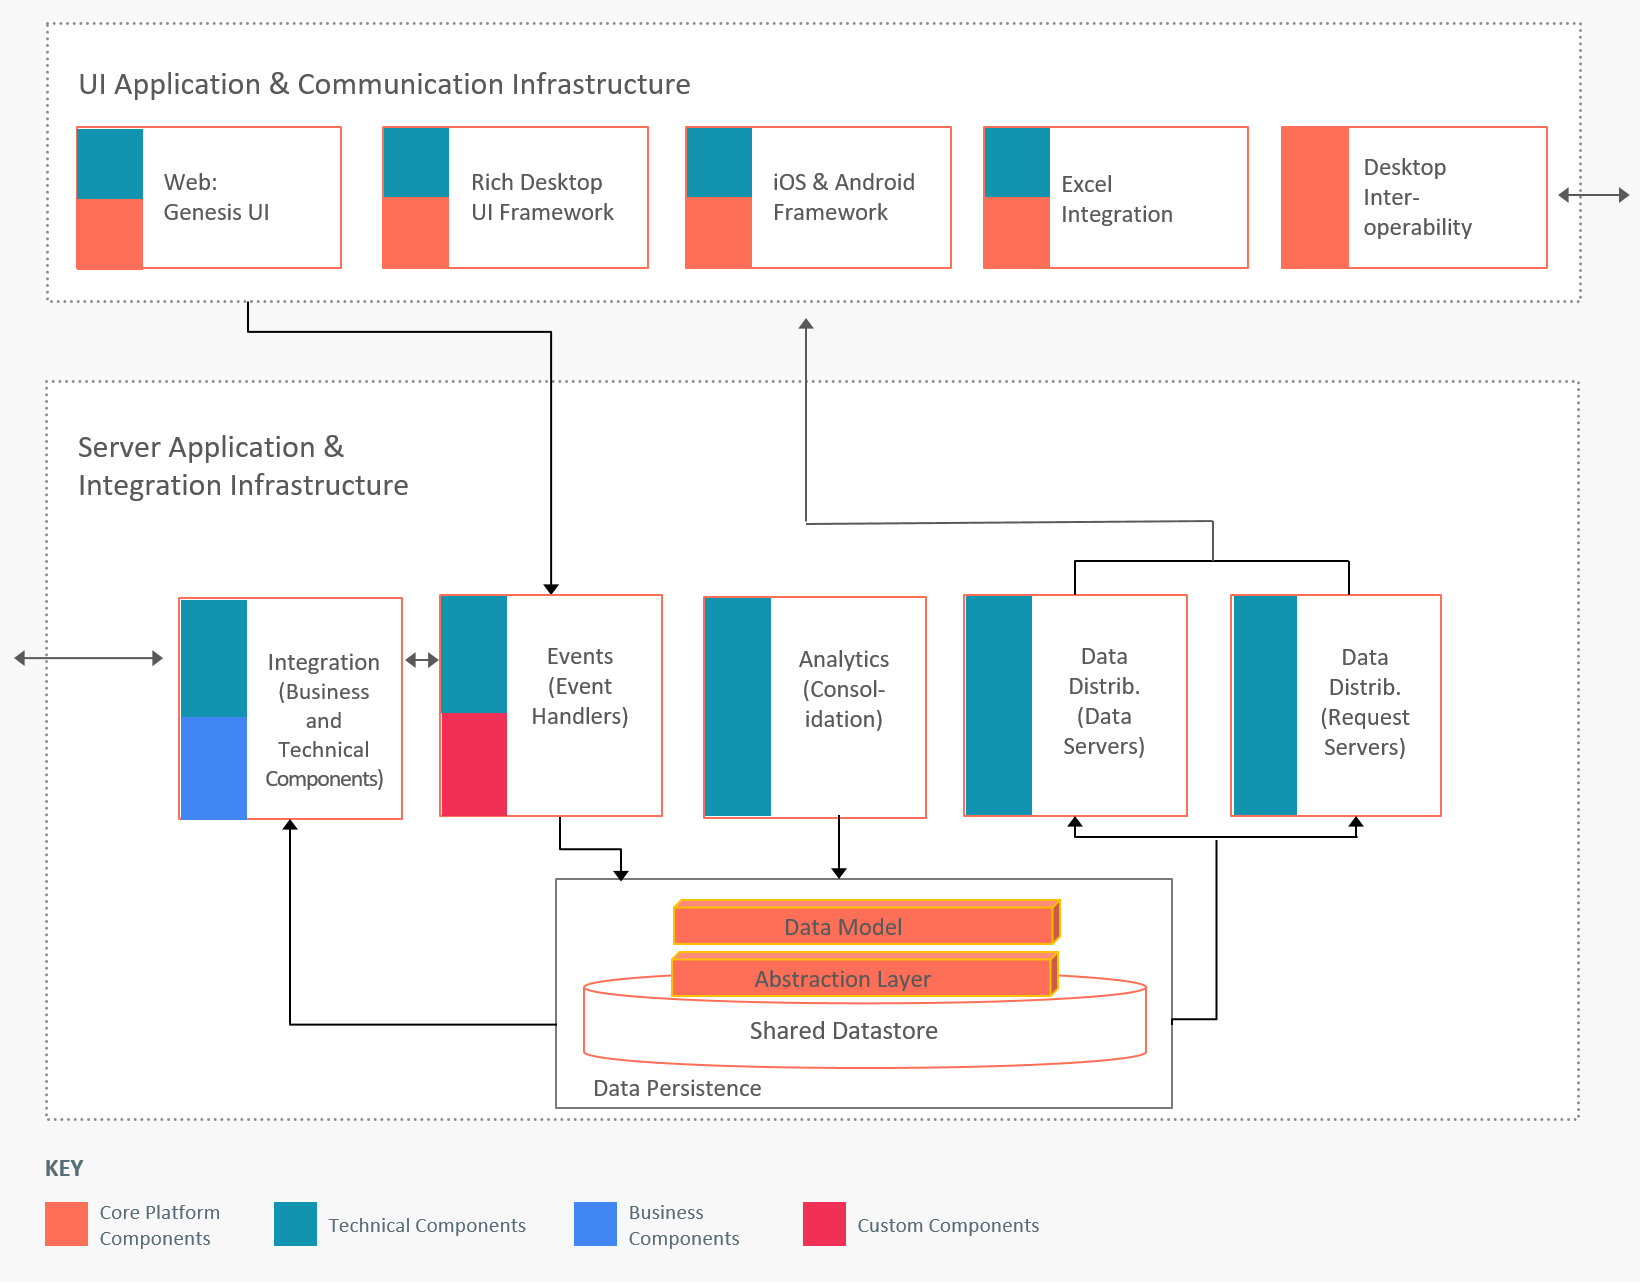 UI Application & Communication Infrastructure
Web:
Genesis UI
Rich Desktop
UI Framework
iOS & Android
Framework
Excel
Integration
Desktop
Inter-
operability
Server Application &
Integration Infrastructure
Integration
(Business
and
Technical
Components)
Events
(Event
Handlers)
Analytics
(Consol-
idation)
Data
Distrib.
(Data
Servers)
Data
Distrib.
(Request
Servers)
Data Model
Abstraction Layer
Shared Datastore
Data Persistence
KEY
Core Platform
Components
Technical Components
Business
Components
Custom Components